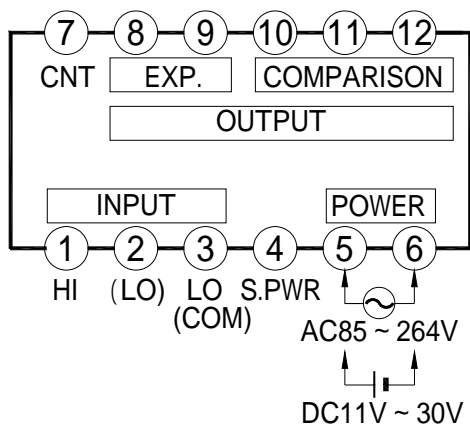 7 8 9 10 11 12
CNT EXP. COMPARISON
OUTPUT
INPUT POWER
1 2 3 4 5 6
HI (LO) LO S.PWR
(COM)
AC85 ~ 264V
DC11V ~ 30V